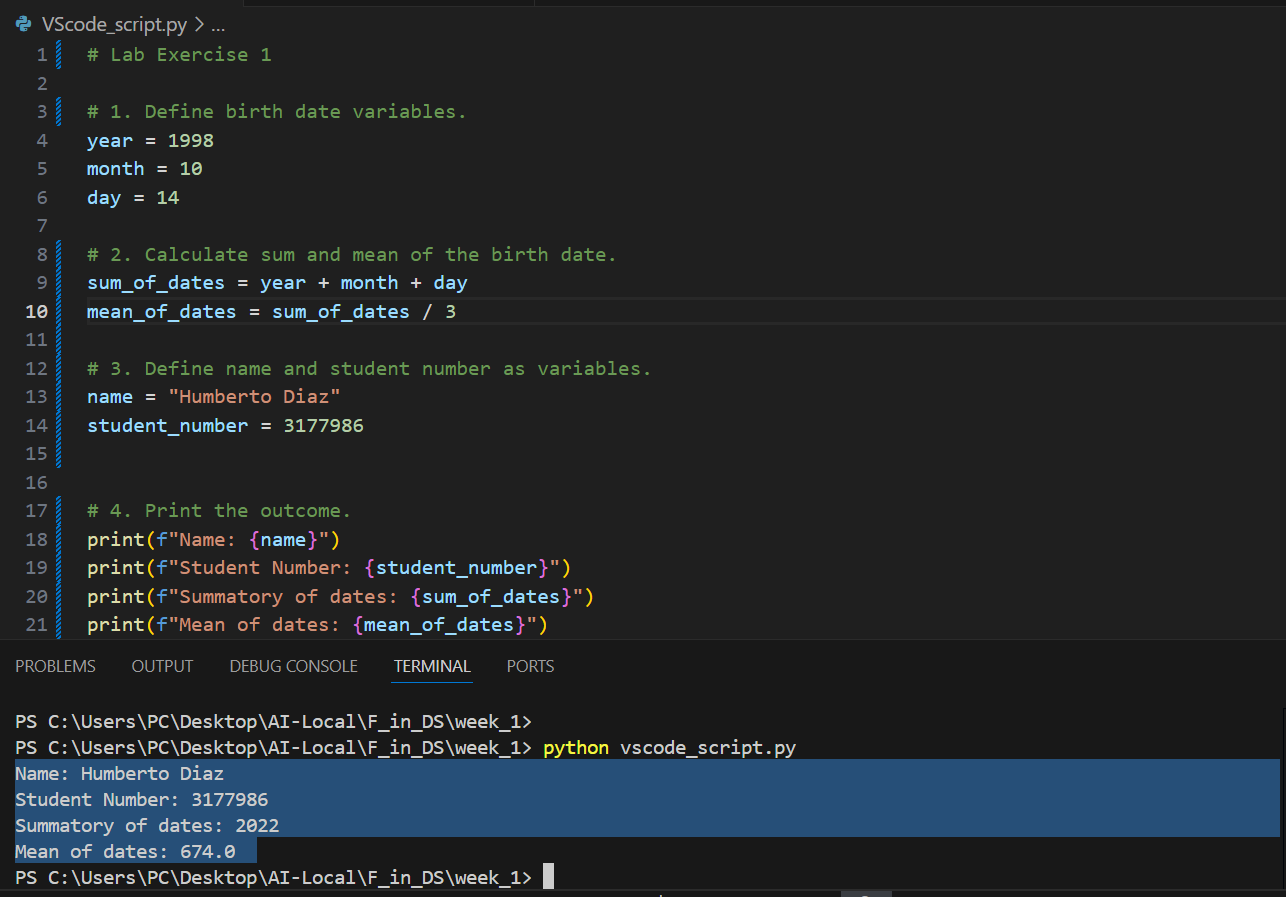 VScode_script.py > ...
1 # Lab Exercise 1
2
3 # 1. Define birth date variables.
4 year = 1998
5 month = 10
6 day = 14
7
8 # 2. Calculate sum and mean of the birth date.
9 sum_of_dates = year + month + day
10 mean_of_dates = sum_of_dates / 3
11
12 # 3. Define name and student number as variables.
13 name = "Humberto Diaz"
14 student_number = 3177986
15
16
17 # 4. Print the outcome.
18 print(f"Name: {name}")
19 print(f"Student Number: {student_number}")
20 print(f"Summatory of dates: {sum_of_dates}")
21 print(f"Mean of dates: {mean_of_dates}")
PROBLEMS OUTPUT DEBUG CONSOLE TERMINAL PORTS
PS C:\Users\PC\Desktop\AI-Local\F_in_DS\week_1>
PS C:\Users\PC\Desktop\AI-Local\F_in_DS\week_1> python vscode_script.py
Name: Humberto Diaz
Student Number: 3177986
Summatory of dates: 2022
Mean of dates: 674.0
PS C:\Users\PC\Desktop\AI-Local\F_in_DS\week_1>